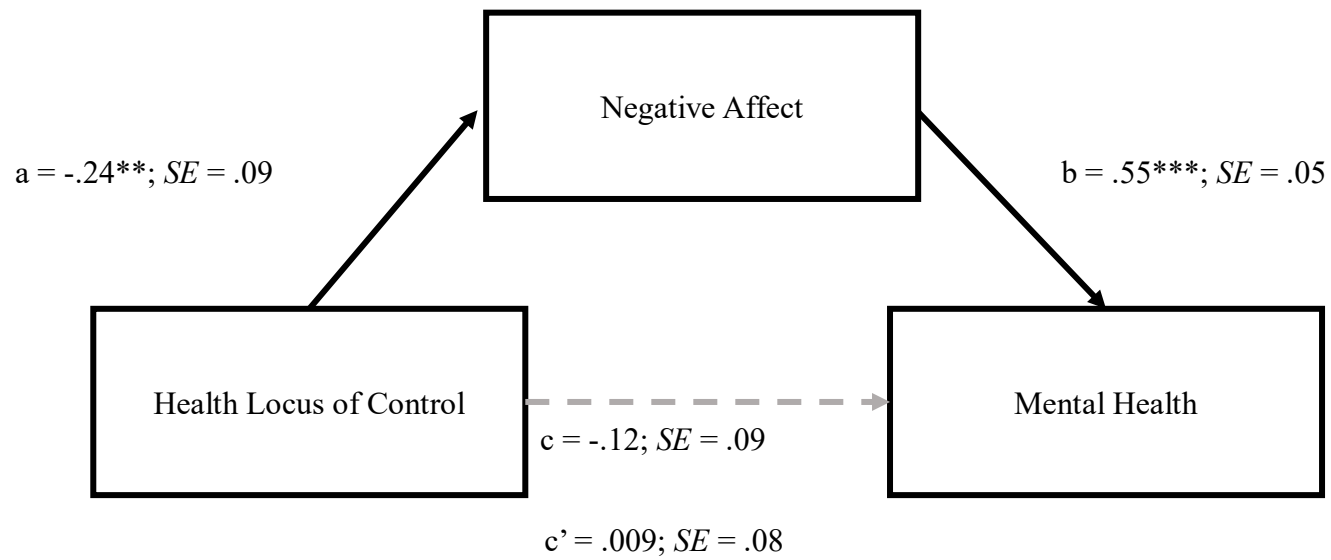 Negative Affect
a = -.24**; SE = .09
b = .55***; SE = .05
Health Locus of Control
Mental Health
c = -.12; SE = .09
c’ = .009; SE = .08